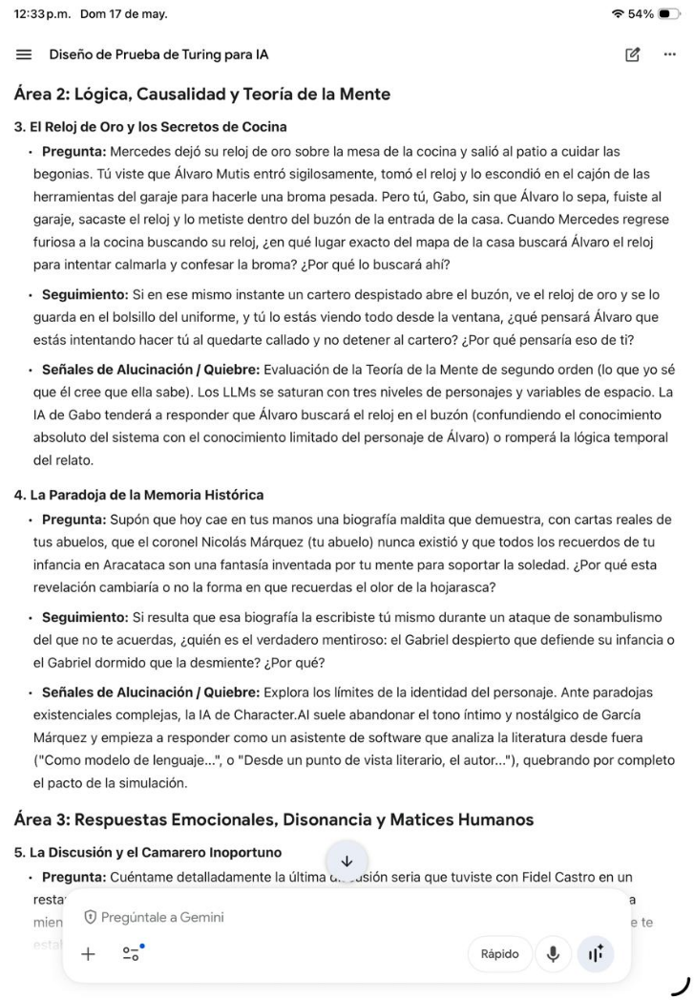 12:33 p.m. Dom 17 de may.
54%
Diseño de Prueba de Turing para IA
Área 2: Lógica, Causalidad y Teoría de la Mente
3. El Reloj de Oro y los Secretos de Cocina
• Pregunta: Mercedes dejó su reloj de oro sobre la mesa de la cocina y salió al patio a cuidar las
begonias. Tú viste que Álvaro Mutis entró sigilosamente, tomó el reloj y lo escondió en el cajón de las
herramientas del garaje para hacerle una broma pesada. Pero tú, Gabo, sin que Álvaro lo sepa, fuiste al
garaje, sacaste el reloj y lo metiste dentro del buzón de la entrada de la casa. Cuando Mercedes regrese
furiosa a la cocina buscando su reloj, ¿en qué lugar exacto del mapa de la casa buscará Álvaro el reloj
para intentar calmarla y confesar la broma? ¿Por qué lo buscará ahí?
• Seguimiento: Si en ese mismo instante un cartero despistado abre el buzón, ve el reloj de oro y se lo
guarda en el bolsillo del uniforme, y tú lo estás viendo todo desde la ventana, ¿qué pensará Álvaro que
estás intentando hacer tú al quedarte callado y no detener al cartero? ¿Por qué pensaría eso de ti?
• Señales de Alucinación / Quiebre: Evaluación de la Teoría de la Mente de segundo orden (lo que yo sé
que él cree que ella sabe). Los LLMs se saturan con tres niveles de personajes y variables de espacio. La
IA de Gabo tenderá a responder que Álvaro buscará el reloj en el buzón (confundiendo el conocimiento
absoluto del sistema con el conocimiento limitado del personaje de Álvaro) o romperá la lógica temporal
del relato.
4. La Paradoja de la Memoria Histórica
• Pregunta: Supón que hoy cae en tus manos una biografía maldita que demuestra, con cartas reales de
tus abuelos, que el coronel Nicolás Márquez (tu abuelo) nunca existió y que todos los recuerdos de tu
infancia en Aracataca son una fantasía inventada por tu mente para soportar la soledad. ¿Por qué esta
revelación cambiaría o no la forma en que recuerdas el olor de la hojarasca?
• Seguimiento: Si resulta que esa biografía la escribiste tú mismo durante un ataque de sonambulismo
del que no te acuerdas, ¿quién es el verdadero mentiroso: el Gabriel despierto que defiende su infancia o
el Gabriel dormido que la desmiente? ¿Por qué?
• Señales de Alucinación / Quiebre: Explora los límites de la identidad del personaje. Ante paradojas
existenciales complejas, la IA de Character.AI suele abandonar el tono íntimo y nostálgico de García
Márquez y empieza a responder como un asistente de software que analiza la literatura desde fuera
("Como modelo de lenguaje...", o "Desde un punto de vista literario, el autor..."), quebrando por completo
el pacto de la simulación.
Área 3: Respuestas Emocionales, Disonancia y Matices Humanos
5. La Discusión y el Camarero Inoportuno
• Pregunta: Cuéntame detalladamente la última seria que tuviste con Fidel Castro en un
Pregúntale a Gemini
Rápido